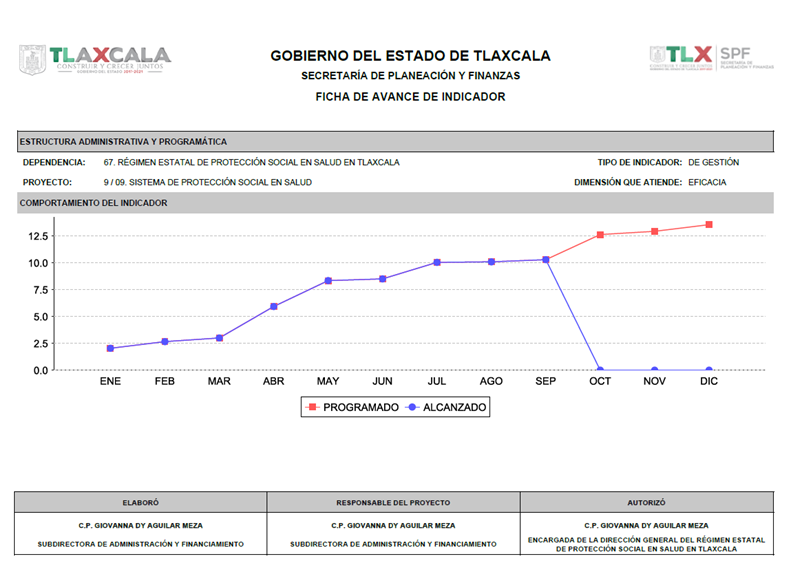 TLAXCALA
CONSTRUIR Y CRECER JUNTOS
GOBIERNO DEL ESTADO 2017-2021
GOBIERNO DEL ESTADO DE TLAXCALA
SECRETARÍA DE PLANEACIÓN Y FINANZAS
FICHA DE AVANCE DE INDICADOR
TLX
SPF
SECRETARÍA DE
PLANEACIÓN Y FINANZAS
ESTRUCTURA ADMINISTRATIVA Y PROGRAMÁTICA
DEPENDENCIA: 67. RÉGIMEN ESTATAL DE PROTECCIÓN SOCIAL EN SALUD EN TLAXCALA TIPO DE INDICADOR: DE GESTIÓN
PROYECTO: 9 / 09. SISTEMA DE PROTECCIÓN SOCIAL EN SALUD DIMENSIÓN QUE ATIENDE: EFICACIA
COMPORTAMIENTO DEL INDICADOR
12.5
10.0
7.5
5.0
2.5
0.0
ENE FEB MAR ABR MAY JUN JUL AGO SEP OCT NOV DIC
PROGRAMADO ALCANZADO
ELABORÓ RESPONSABLE DEL PROYECTO AUTORIZÓ
C.P. GIOVANNA DY AGUILAR MEZA C.P. GIOVANNA DY AGUILAR MEZA C.P. GIOVANNA DY AGUILAR MEZA
SUBDIRECTORA DE ADMINISTRACIÓN Y FINANCIAMIENTO SUBDIRECTORA DE ADMINISTRACIÓN Y FINANCIAMIENTO ENCARGADA DE LA DIRECCIÓN GENERAL DEL RÉGIMEN ESTATAL
DE PROTECCIÓN SOCIAL EN SALUD EN TLAXCALA